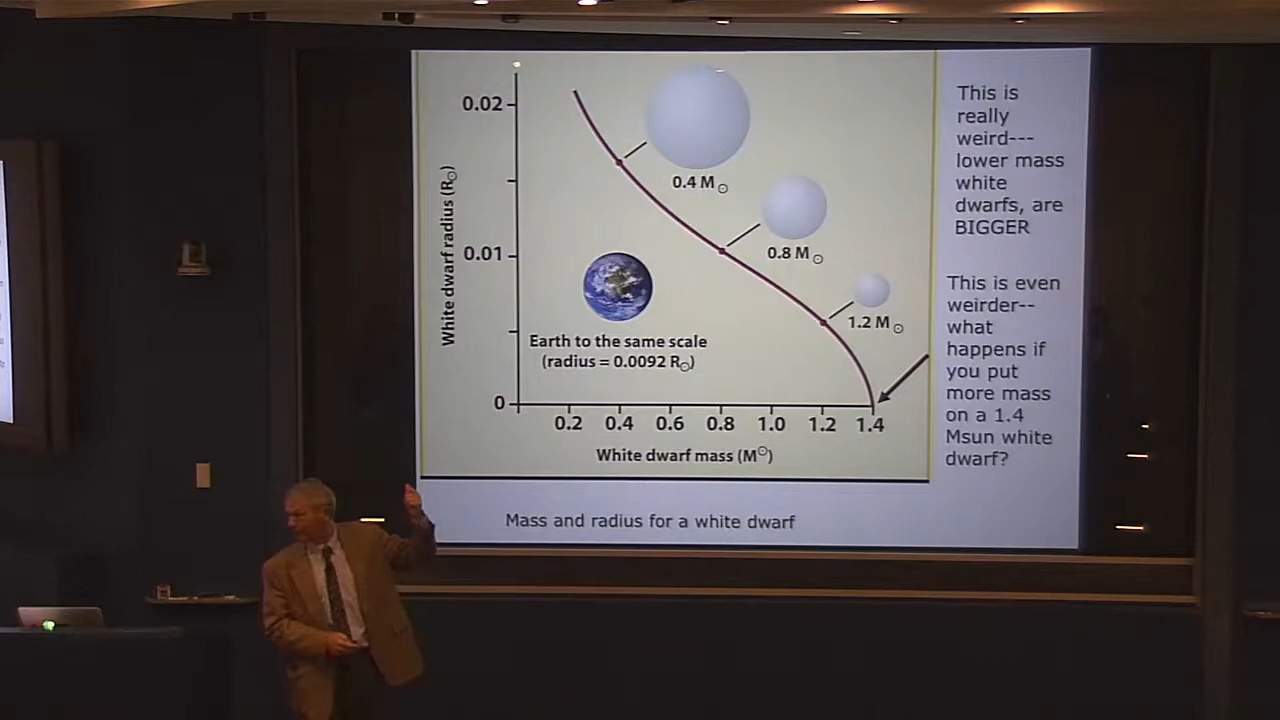 0.02
0.01
0
White dwarf radius (R⊙)
0.4 M⊙
0.8 M⊙
1.2 M⊙
Earth to the same scale
(radius = 0.0092 R⊙)
0.2 0.4 0.6 0.8 1.0 1.2 1.4
White dwarf mass (M⊙)
This is
really
weird---
lower mass
white
dwarfs, are
BIGGER
This is even
weirder--
what
happens if
you put
more mass
on a 1.4
Msun white
dwarf?
Mass and radius for a white dwarf